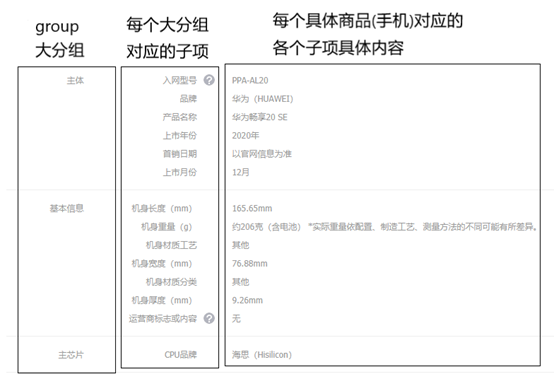 group
大分组
每个大分组
对应的子项
每个具体商品(手机)对应的
各个子项具体内容
主体
入网型号 ? PPA-AL20
品牌 华为（HUAWEI）
产品名称 华为畅享20 SE
上市年份 2020年
首销日期 以官网信息为准
上市月份 12月
基本信息
机身长度（mm） 165.65mm
机身重量（g） 约206克（含电池） *实际重量依配置、制造工艺、测量方法的不同可能有所差异。
机身材质工艺 其他
机身宽度（mm） 76.88mm
机身材质分类 其他
机身厚度（mm） 9.26mm
运营商标志或内容 ? 无
主芯片 CPU品牌 海思（Hisilicon）